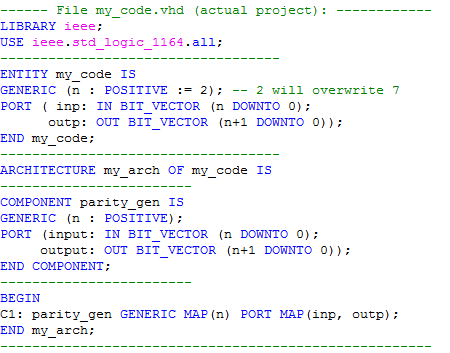 ------ File my_code.vhd (actual project): -------------
LIBRARY ieee;
USE ieee.std_logic_1164.all;
-----------------------------------
ENTITY my_code IS
GENERIC (n : POSITIVE := 2); -- 2 will overwrite 7
PORT ( inp: IN BIT_VECTOR (n DOWNTO 0);
      outp: OUT BIT_VECTOR (n+1 DOWNTO 0));
END my_code;
-----------------------------------
ARCHITECTURE my_arch OF my_code IS
------------------------
COMPONENT parity_gen IS
GENERIC (n : POSITIVE);
PORT (input: IN BIT_VECTOR (n DOWNTO 0);
     output: OUT BIT_VECTOR (n+1 DOWNTO 0));
END COMPONENT;
------------------------
BEGIN
C1: parity_gen GENERIC MAP(n) PORT MAP(inp, outp);
END my_arch;
------------------------------------------------------